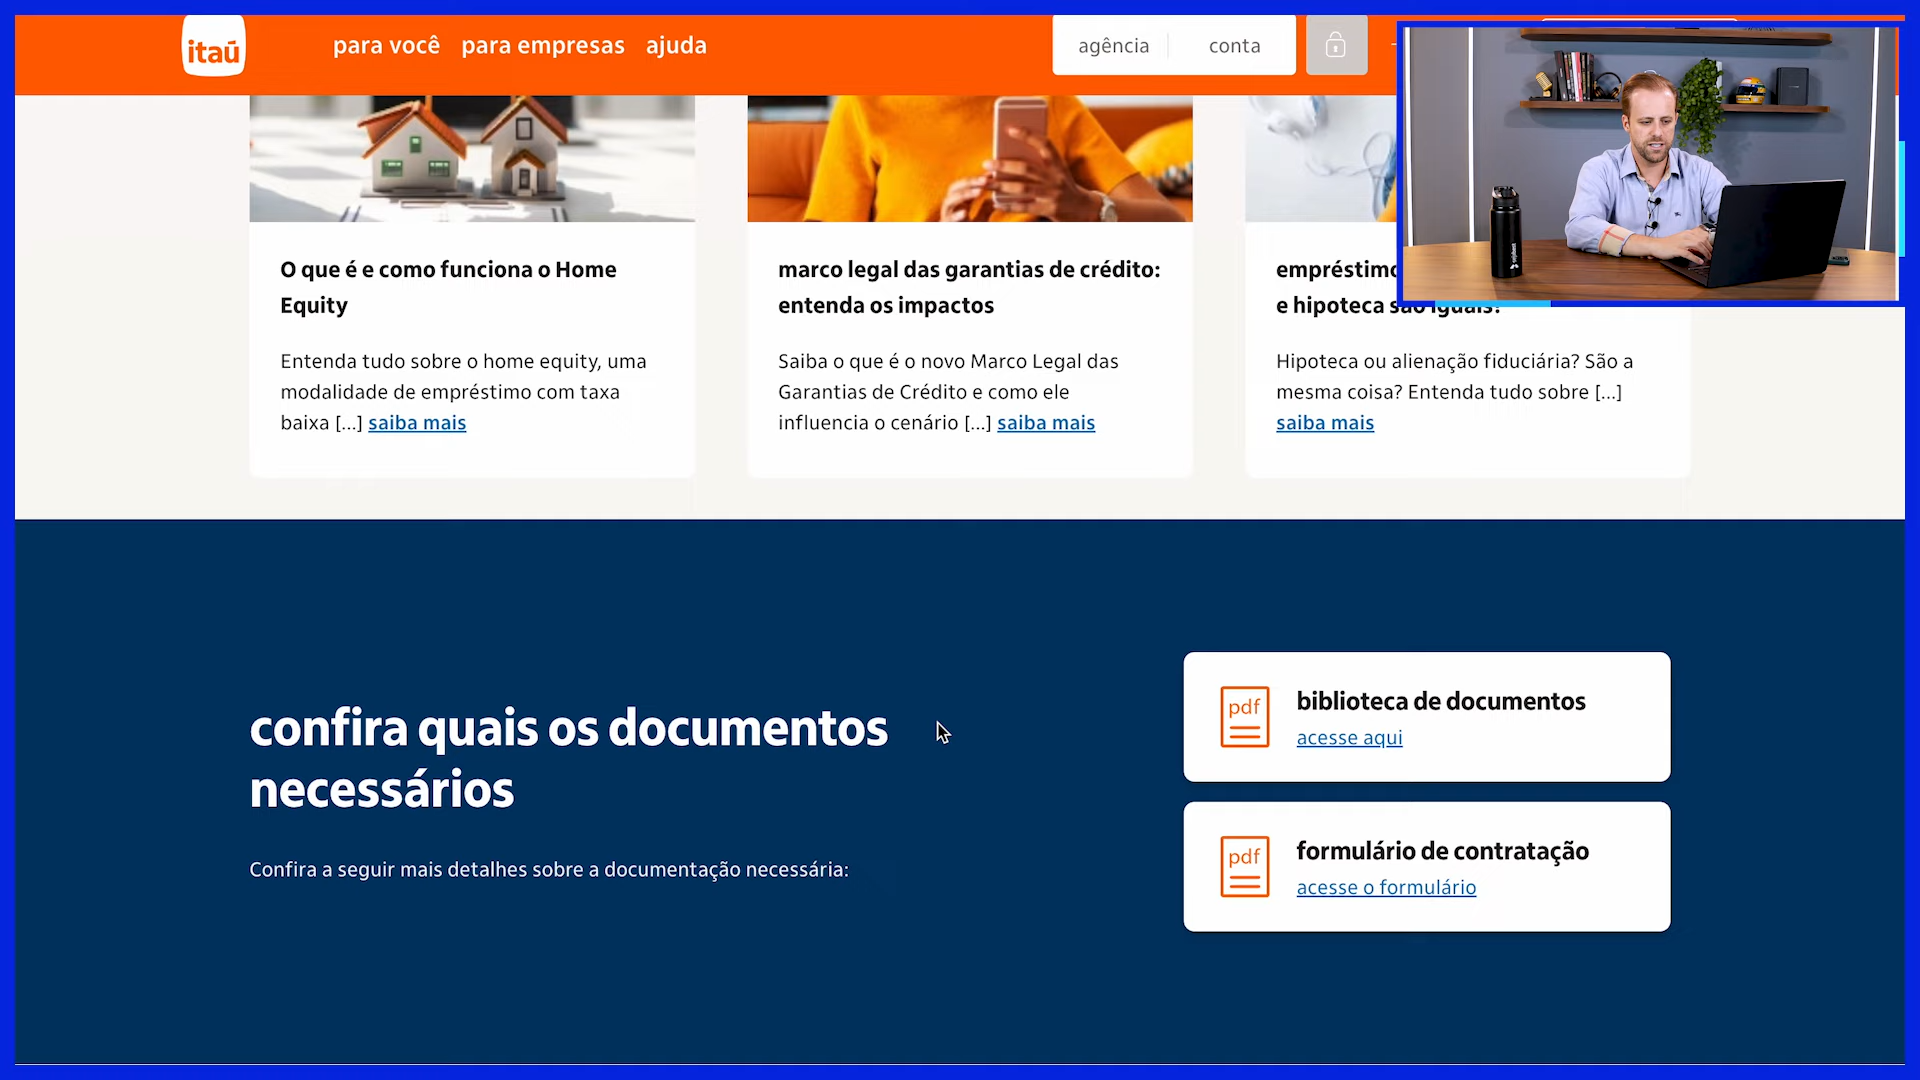 itaú
para você para empresas ajuda
agência conta
O que é e como funciona o Home
Equity
Entenda tudo sobre o home equity, uma
modalidade de empréstimo com taxa
baixa [...] saiba mais
marco legal das garantias de crédito:
entenda os impactos
Saiba o que é o novo Marco Legal das
Garantias de Crédito e como ele
influencia o cenário [...] saiba mais
empréstimo
e hipoteca são iguais?
Hipoteca ou alienação fiduciária? São a
mesma coisa? Entenda tudo sobre [...]
saiba mais
confira quais os documentos
necessários
Confira a seguir mais detalhes sobre a documentação necessária:
pdf
biblioteca de documentos
acesse aqui
pdf
formulário de contratação
acesse o formulário